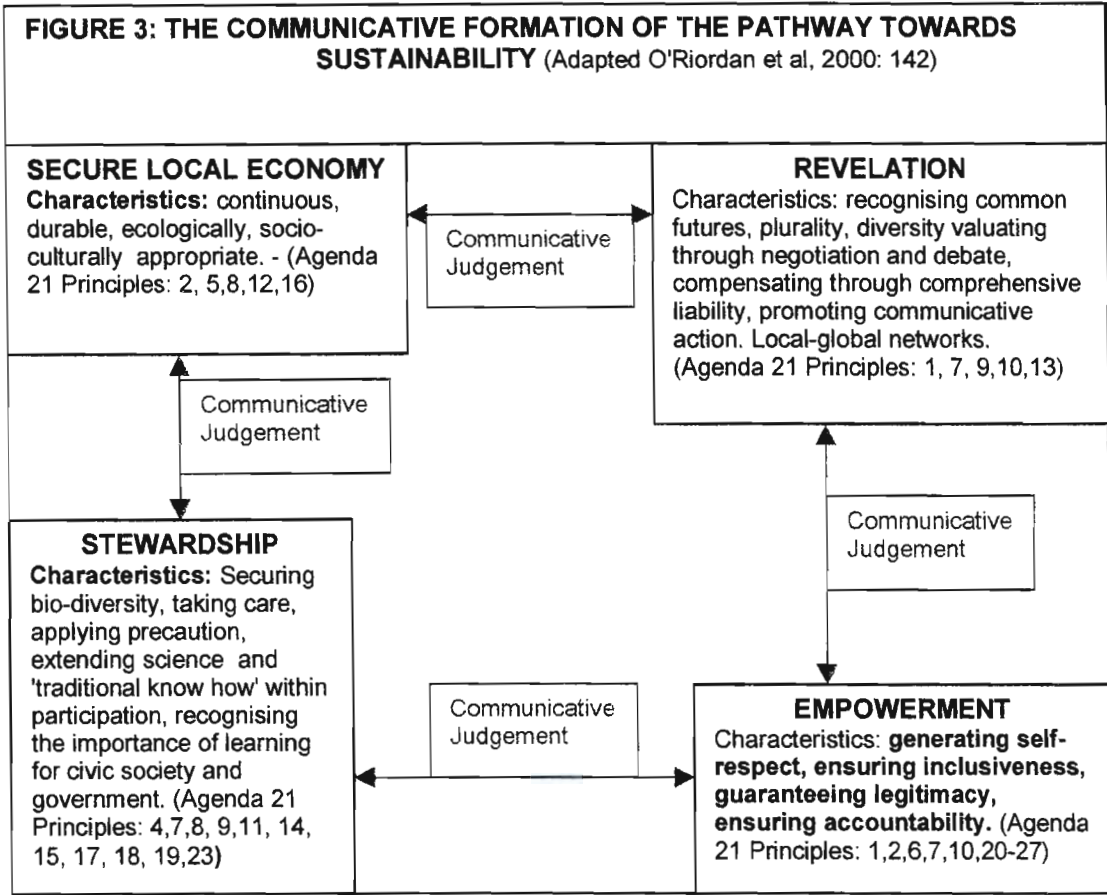 FIGURE 3: THE COMMUNICATIVE FORMATION OF THE PATHWAY TOWARDS
SUSTAINABILITY (Adapted O'Riordan et al, 2000: 142)
SECURE LOCAL ECONOMY
Characteristics: continuous,
durable, ecologically, socio-
culturally appropriate. - (Agenda
21 Principles: 2, 5,8,12,16)
Communicative
Judgement
REVELATION
Characteristics: recognising common
futures, plurality, diversity valuating
through negotiation and debate,
compensating through comprehensive
liability, promoting communicative
action. Local-global networks.
(Agenda 21 Principles: 1, 7, 9,10,13)
Communicative
Judgement
Communicative
Judgement
STEWARDSHIP
Characteristics: Securing
bio-diversity, taking care,
applying precaution,
extending science and
'traditional know how' within
participation, recognising
the importance of learning
for civic society and
government. (Agenda 21
Principles: 4,7,8, 9,11, 14,
15, 17, 18, 19,23)
Communicative
Judgement
EMPOWERMENT
Characteristics: generating self-
respect, ensuring inclusiveness,
guaranteeing legitimacy,
ensuring accountability. (Agenda
21 Principles: 1,2,6,7,10,20-27)